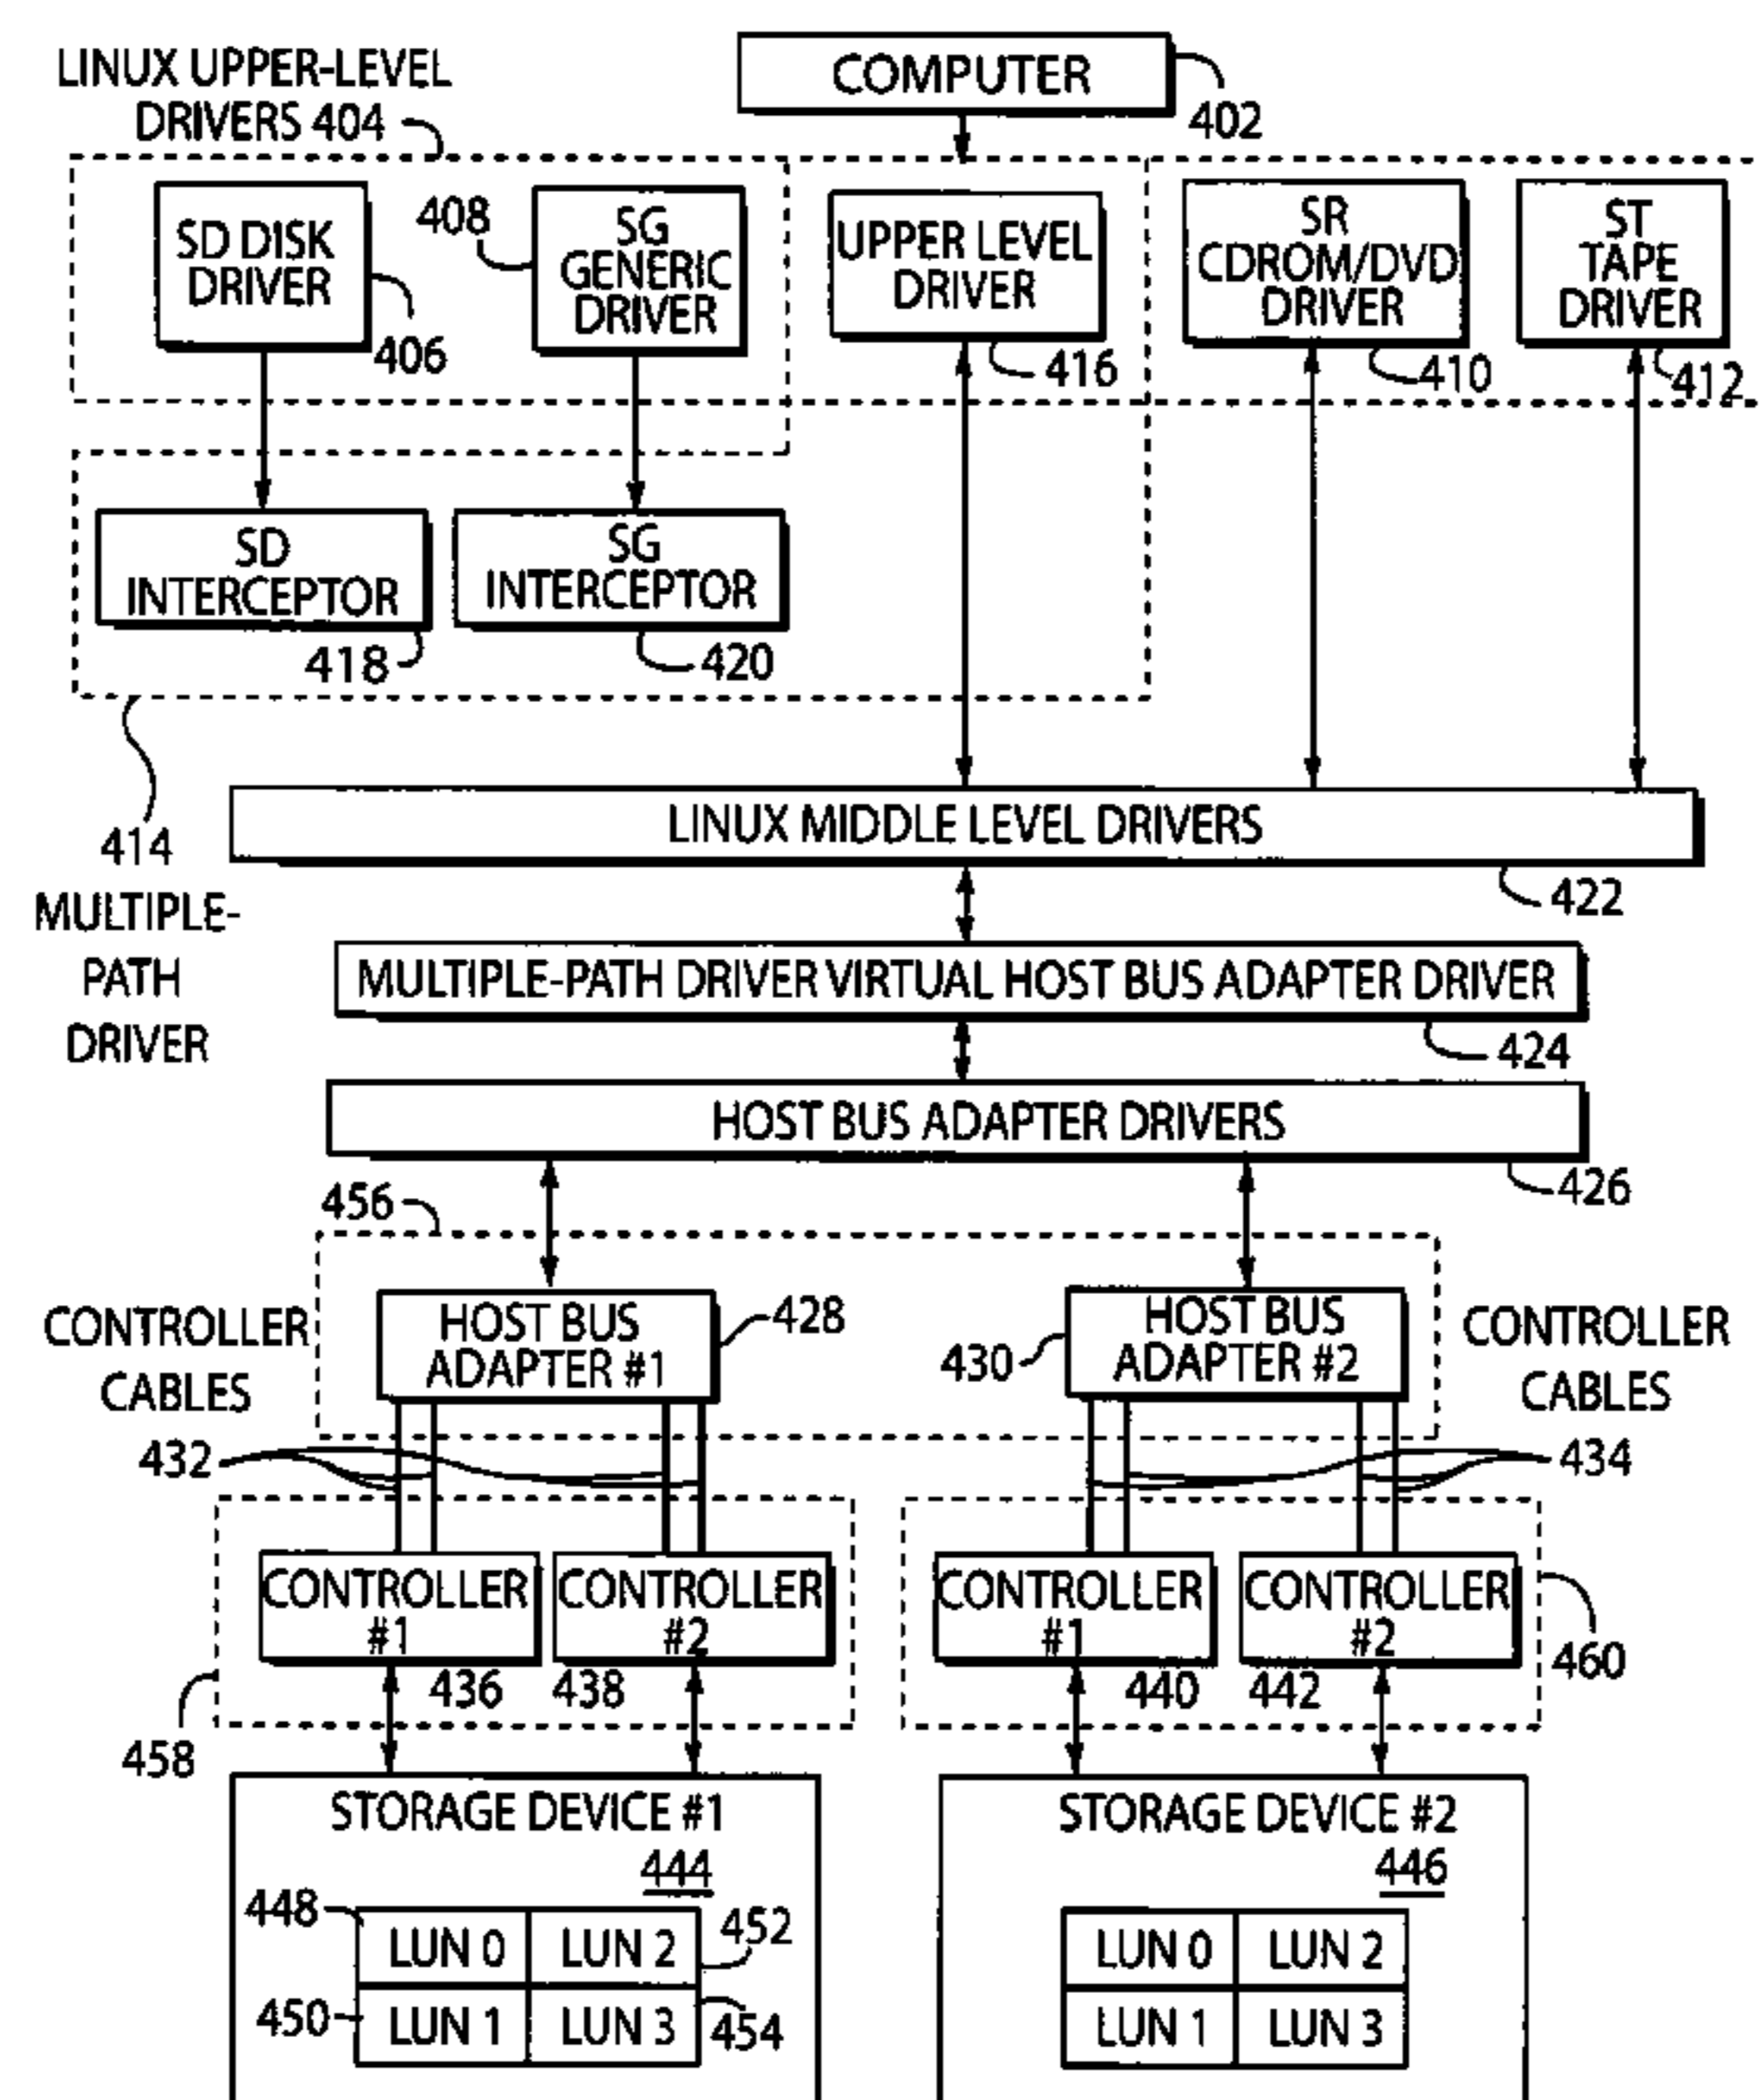 COMPUTER
402
LINUX UPPER-LEVEL
DRIVERS 404
SD DISK
DRIVER
406
408
SG
GENERIC
DRIVER
UPPER LEVEL
DRIVER
416
SR
CDROM/DVD
DRIVER
410
ST
TAPE
DRIVER
412
SD
INTERCEPTOR
418
SG
INTERCEPTOR
420
414
MULTIPLE-
PATH
DRIVER
LINUX MIDDLE LEVEL DRIVERS
422
MULTIPLE-PATH DRIVER VIRTUAL HOST BUS ADAPTER DRIVER
424
HOST BUS ADAPTER DRIVERS
426
456
CONTROLLER
CABLES
432
HOST BUS
ADAPTER #1
428
430
HOST BUS
ADAPTER #2
CONTROLLER
CABLES
434
CONTROLLER
#1
436
CONTROLLER
#2
438
CONTROLLER
#1
440
CONTROLLER
#2
442
458
460
STORAGE DEVICE #1
444
448
LUN 0
LUN 2
452
450
LUN 1
LUN 3
454
STORAGE DEVICE #2
446
LUN 0
LUN 2
LUN 1
LUN 3